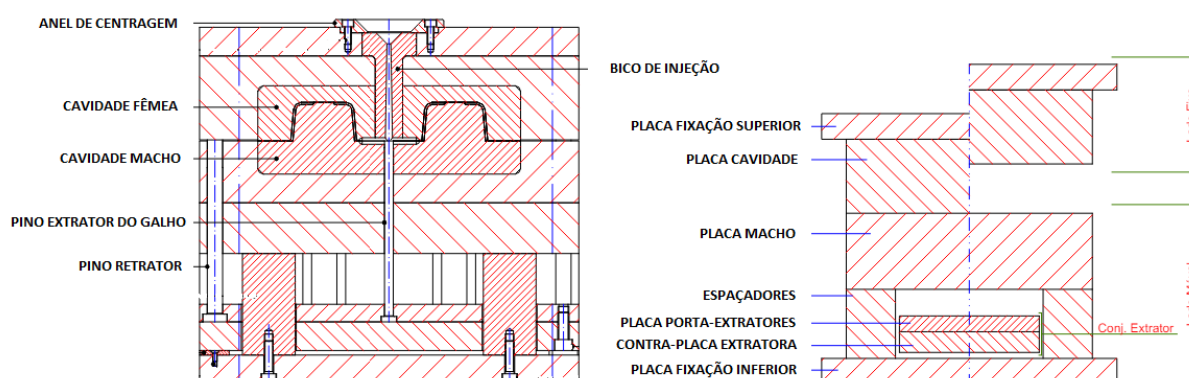 ANEL DE CENTRAGEM
CAVIDADE FÊMEA
CAVIDADE MACHO
PINO EXTRATOR DO GALHO
PINO RETRATOR
BICO DE INJEÇÃO
PLACA FIXAÇÃO SUPERIOR
PLACA CAVIDADE
PLACA MACHO
ESPAÇADORES
PLACA PORTA-EXTRATORES
CONTRA-PLACA EXTRATORA
PLACA FIXAÇÃO INFERIOR
Conj. Extrator